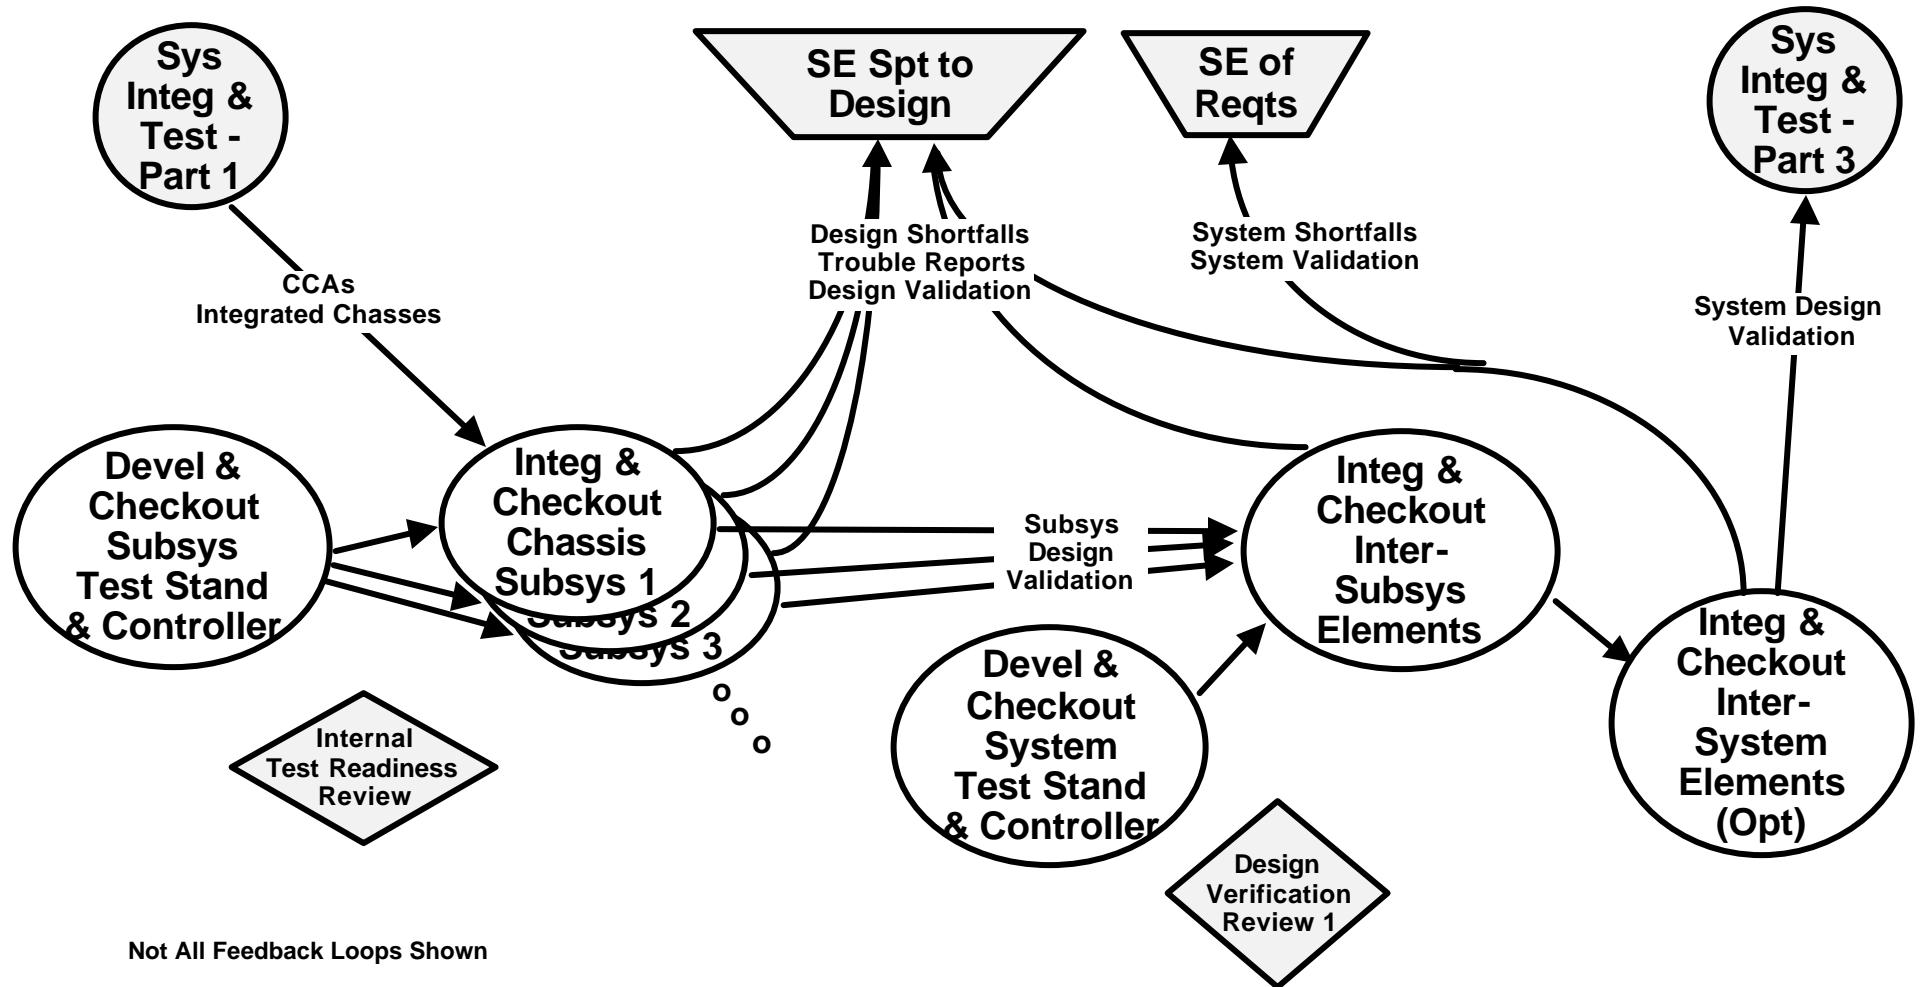 Sys
Integ &
Test -
Part 1
SE Spt to
Design
SE of
Reqts
Sys
Integ &
Test -
Part 3
CCAs
Integrated Chasses
Design Shortfalls
Trouble Reports
Design Validation
System Shortfalls
System Validation
System Design
Validation
Devel &
Checkout
Subsys
Test Stand
& Controller
Integ &
Checkout
Chassis
Subsys 1
Subsys 2
Subsys 3
o
o
o
Subsys
Design
Validation
Integ &
Checkout
Inter-
Subsys
Elements
Devel &
Checkout
System
Test Stand
& Controller
Integ &
Checkout
Inter-
System
Elements
(Opt)
Internal
Test Readiness
Review
Design
Verification
Review 1
Not All Feedback Loops Shown